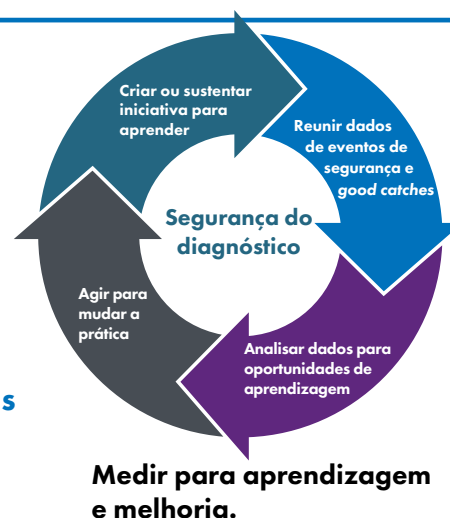 Criar ou sustentar
iniciativa para
aprender
Reunir dados
de eventos de
segurança e
good catches
Segurança do
diagnóstico
Agir para
mudar a
prática
Analisar dados para
oportunidades de
aprendizagem
s
Medir para aprendizagem
e melhoria.